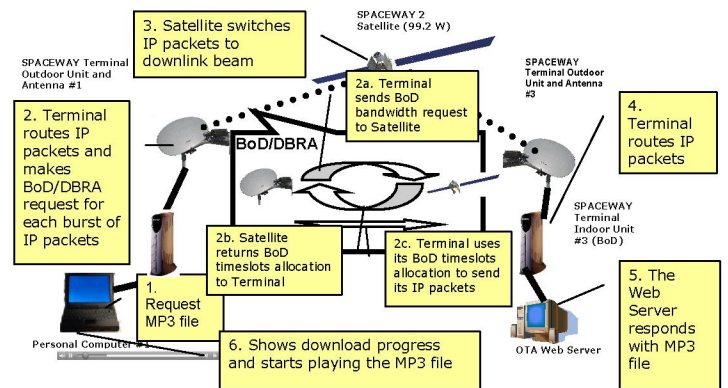 3. Satellite switches
IP packets to
downlink beam
SPACEWAY 2
Satellite (99.2 W)
SPACEWAY Terminal
Outdoor Unit and
Antenna #1
SPACEWAY
Terminal Outdoor
Unit and Antenna
#3
2. Terminal
routes IP
packets and
makes
BoD/DBRA
request for
each burst of
IP packets
BoD/DBRA
2a. Terminal
sends BoD
bandwidth request
to Satellite
4.
Terminal
routes IP
packets
2b. Satellite
returns BoD
timeslots allocation
to Terminal
2c. Terminal uses
its BoD timeslots
allocation to send
its IP packets
SPACEWAY
Terminal
Indoor Unit
#3 (BoD)
1.
Request
MP3 file
5. The
Web
Server
responds
with MP3
file
Personal Computer #1
OTA Web Server
6. Shows download progress
and starts playing the MP3 file